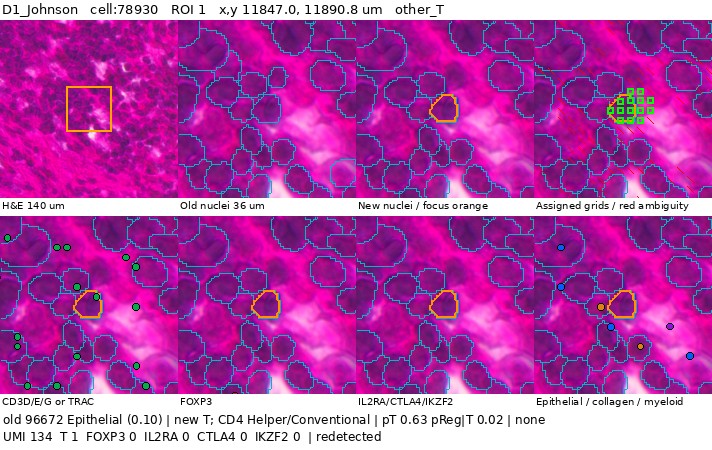 D1_Johnson   cell:78930   ROI 1   x,y 11847.0, 11890.8 um   other_T
H&E 140 um
Old nuclei 36 um
New nuclei / focus orange
Assigned grids / red ambiguity
CD3D/E/G or TRAC
FOXP3
IL2RA/CTLA4/IKZF2
Epithelial / collagen / myeloid
old 96672 Epithelial (0.10) | new T; CD4 Helper/Conventional | pT 0.63 pReg|T 0.02 | none
UMI 134  T 1  FOXP3 0  IL2RA 0  CTLA4 0  IKZF2 0  | redetected